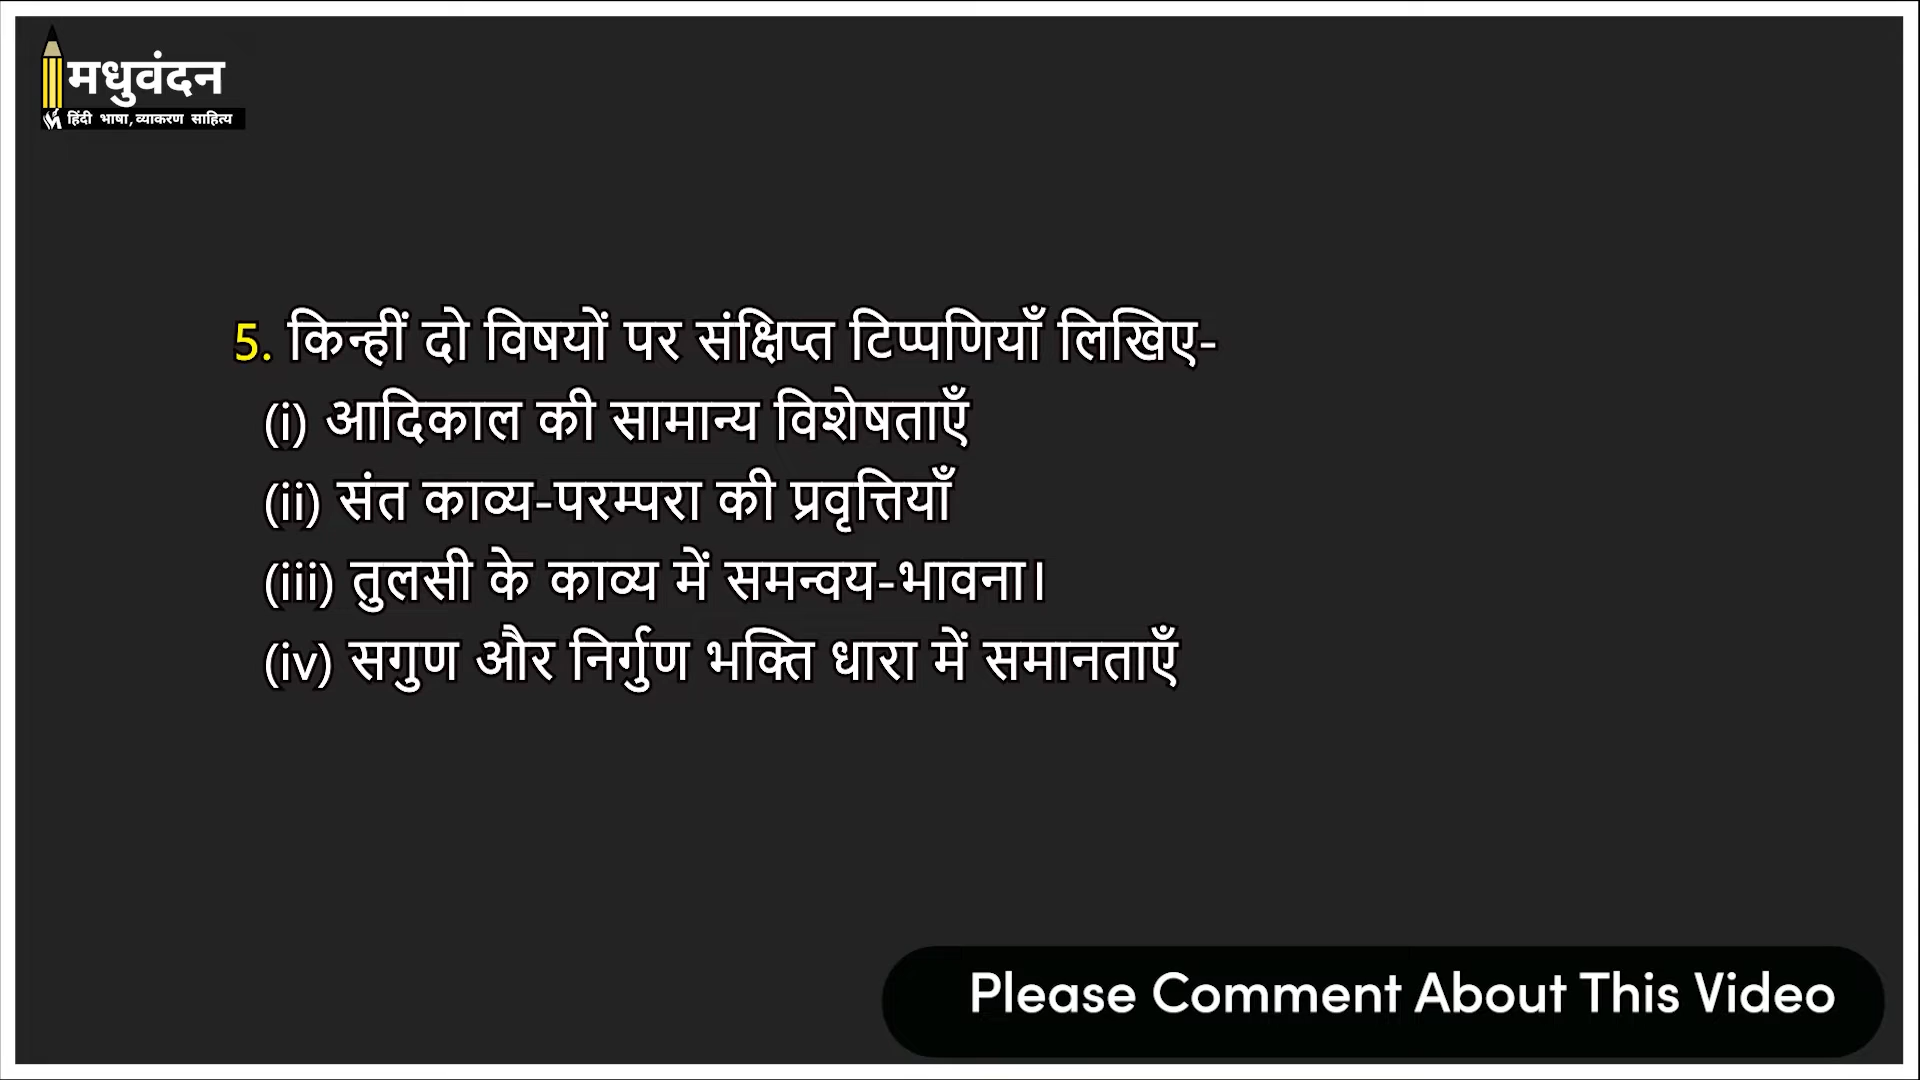 मधुवंदन
हिंदी भाषा, व्याकरण साहित्य
5. किन्हीं दो विषयों पर संक्षिप्त टिप्पणियाँ लिखिए-
(i) आदिकाल की सामान्य विशेषताएँ
(ii) संत काव्य-परम्परा की प्रवृत्तियाँ
(iii) तुलसी के काव्य में समन्वय-भावना।
(iv) सगुण और निर्गुण भक्ति धारा में समानताएँ
Please Comment About This Video